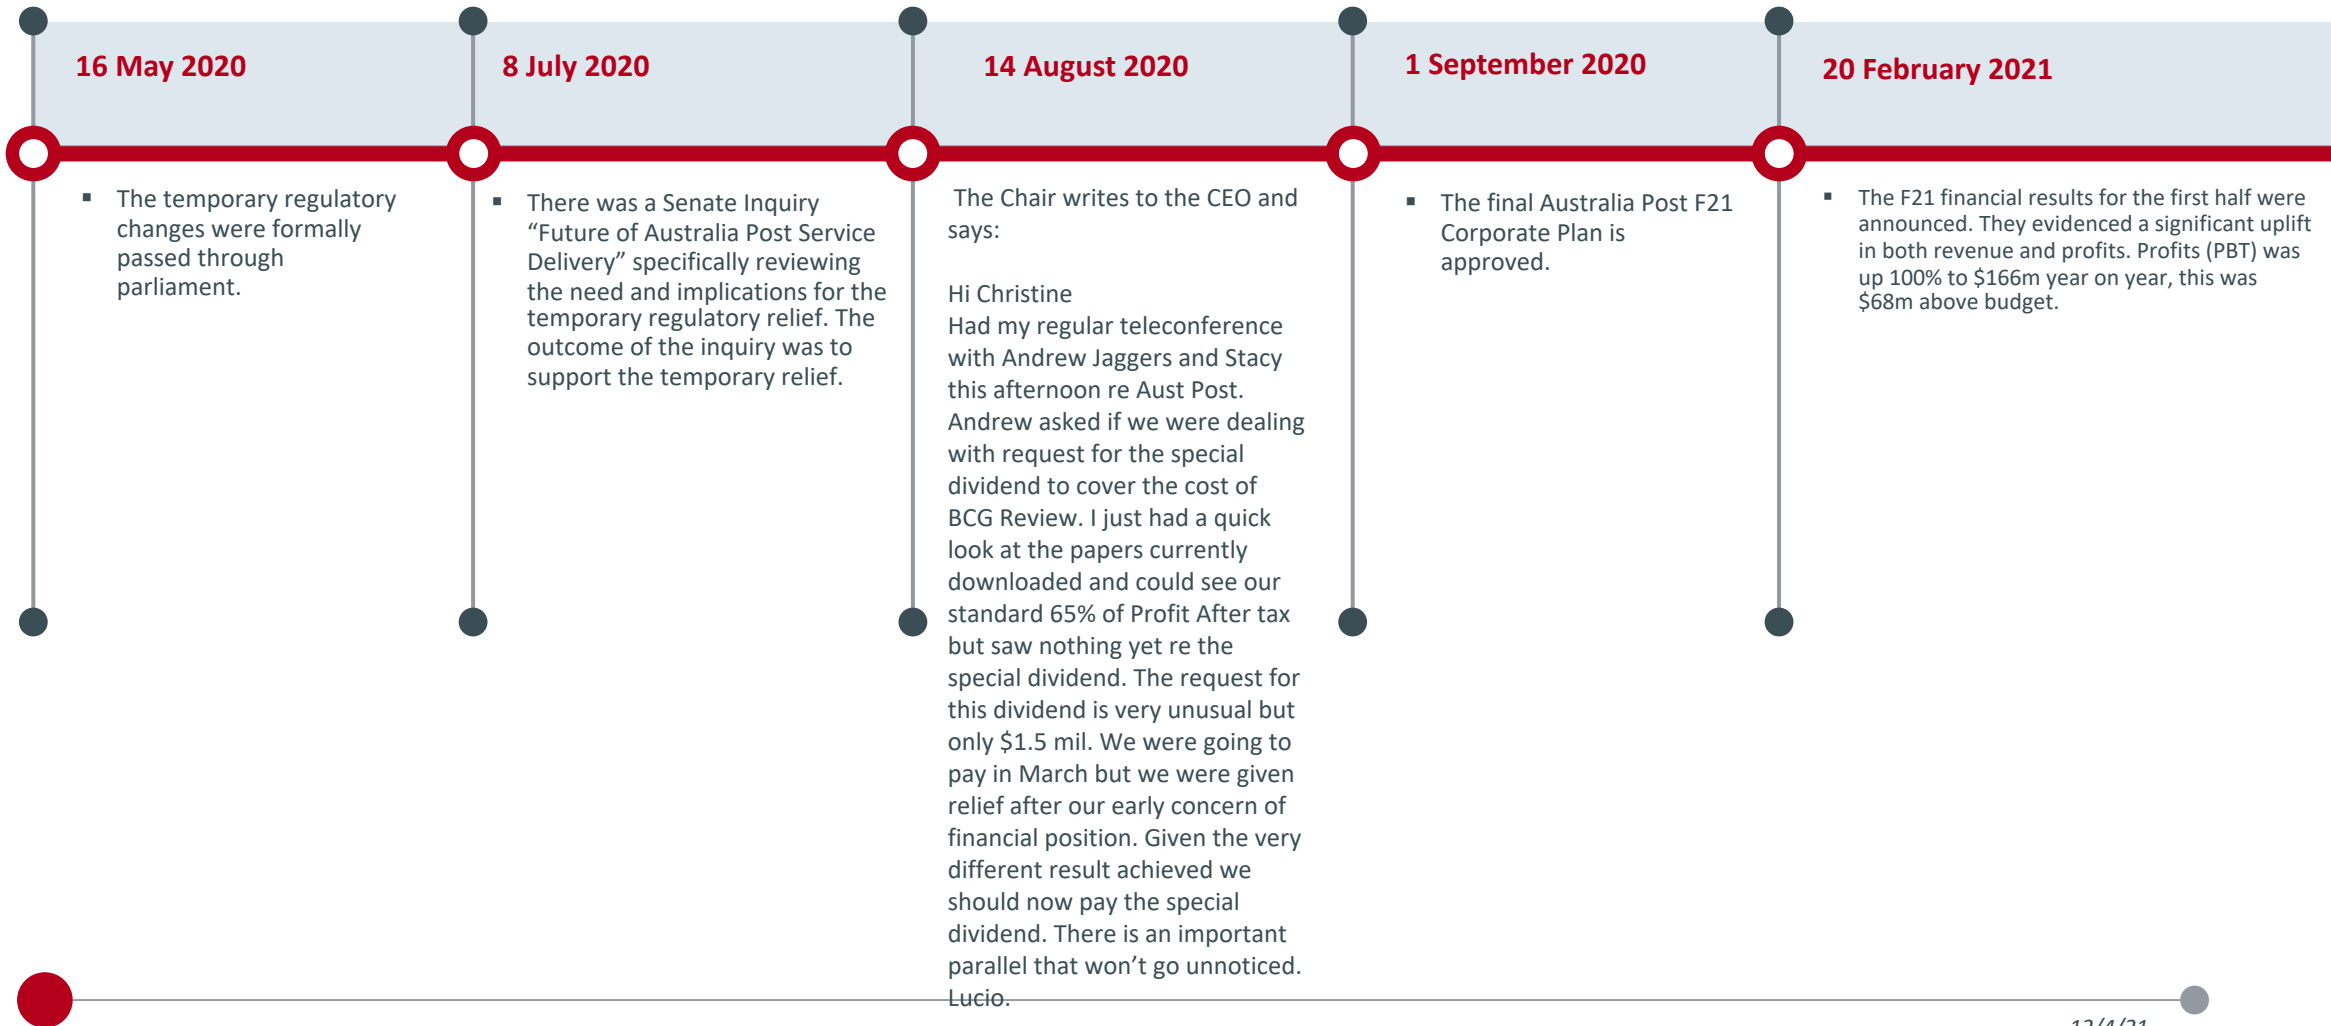 16 May 2020
▪ The temporary regulatory
changes were formally
passed through
parliament.
8 July 2020
▪ There was a Senate Inquiry
“Future of Australia Post Service
Delivery” specifically reviewing
the need and implications for the
temporary regulatory relief. The
outcome of the inquiry was to
support the temporary relief.
14 August 2020
The Chair writes to the CEO and
says:
Hi Christine
Had my regular teleconference
with Andrew Jaggers and Stacy
this afternoon re Aust Post.
Andrew asked if we were dealing
with request for the special
dividend to cover the cost of
BCG Review. I just had a quick
look at the papers currently
downloaded and could see our
standard 65% of Profit After tax
but saw nothing yet re the
special dividend. The request for
this dividend is very unusual but
only $1.5 mil. We were going to
pay in March but we were given
relief after our early concern of
financial position. Given the very
different result achieved we
should now pay the special
dividend. There is an important
parallel that won’t go unnoticed.
Lucio.
1 September 2020
▪ The final Australia Post F21
Corporate Plan is
approved.
20 February 2021
▪ The F21 financial results for the first half were
announced. They evidenced a significant uplift
in both revenue and profits. Profits (PBT) was
up 100% to $166m year on year, this was
$68m above budget.